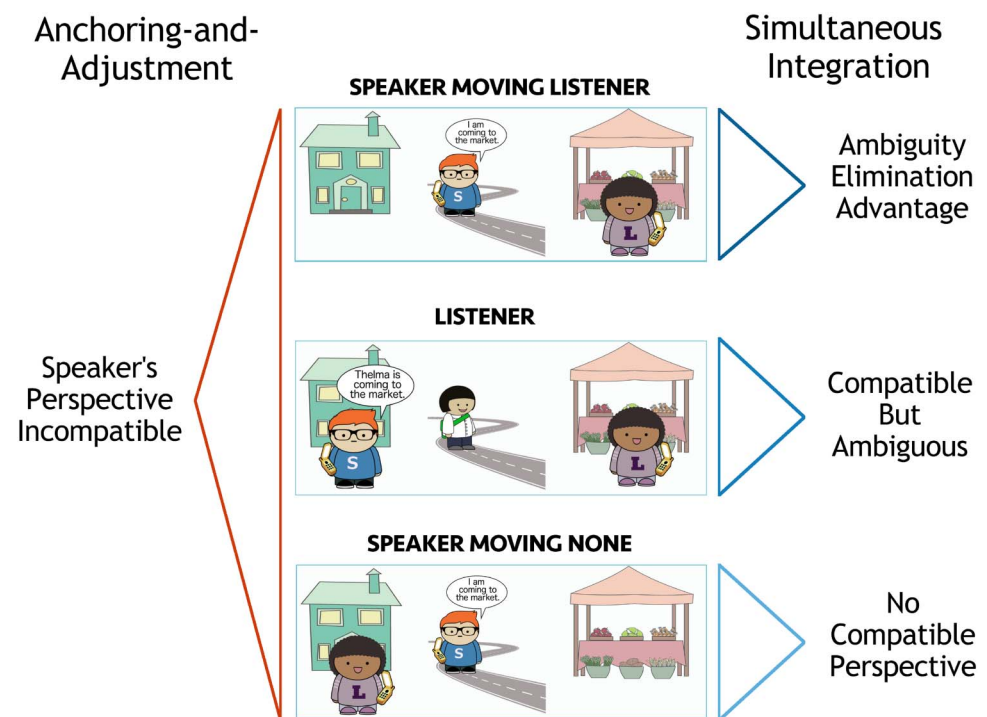 Anchoring-and-
Adjustment
Simultaneous
Integration
SPEAKER MOVING LISTENER
I am
coming to
the market.
S
L
Ambiguity
Elimination
Advantage
LISTENER
Thelma is
coming to
the market.
S
L
Speaker's
Perspective
Incompatible
Compatible
But
Ambiguous
SPEAKER MOVING NONE
I am
coming to
the market.
L
S
No
Compatible
Perspective